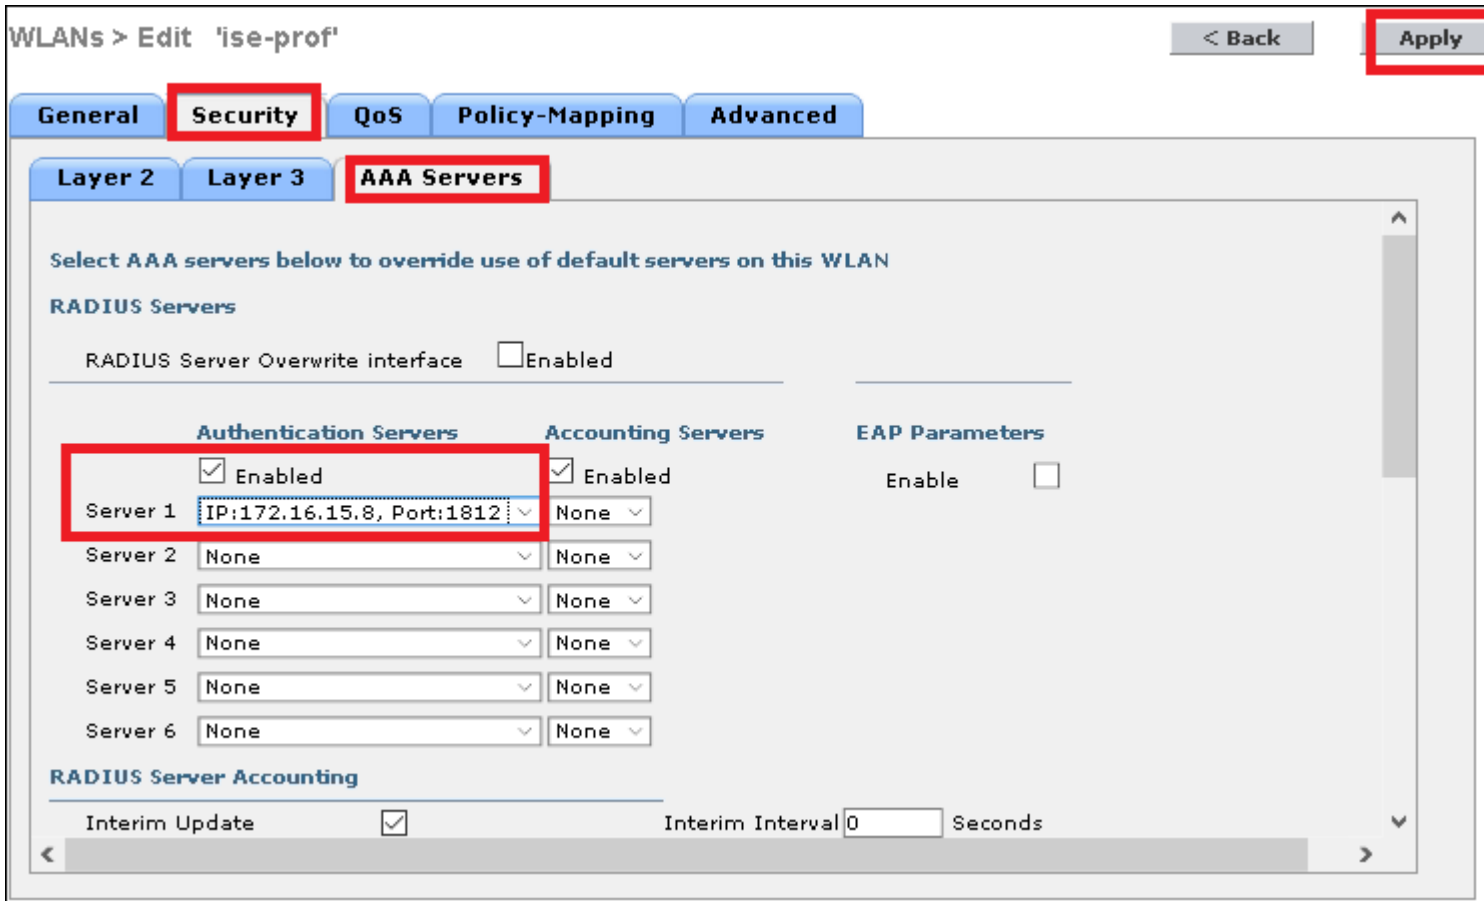 WLANs > Edit 'ise-prof'
< Back
Apply
General Security QoS Policy-Mapping Advanced
Layer 2 Layer 3 AAA Servers
Select AAA servers below to override use of default servers on this WLAN
RADIUS Servers
RADIUS Server Overwrite interface Enabled
Authentication Servers Accounting Servers EAP Parameters
Enabled Enabled Enable
Server 1 IP:172.16.15.8, Port:1812 None
Server 2 None None
Server 3 None None
Server 4 None None
Server 5 None None
Server 6 None None
RADIUS Server Accounting
Interim Update Interim Interval 0 Seconds